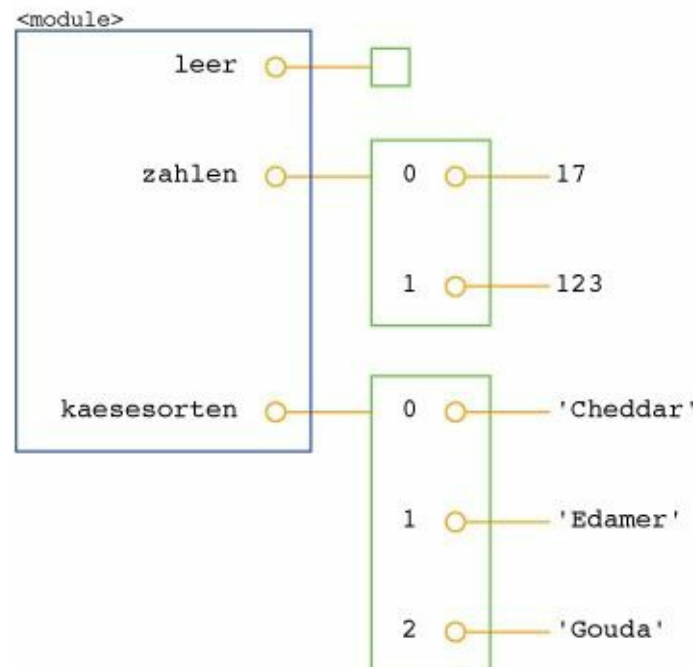 <module>
leer
zahlen 0 17
1 123
kaesesorten 0 'Cheddar'
1 'Edamer'
2 'Gouda'